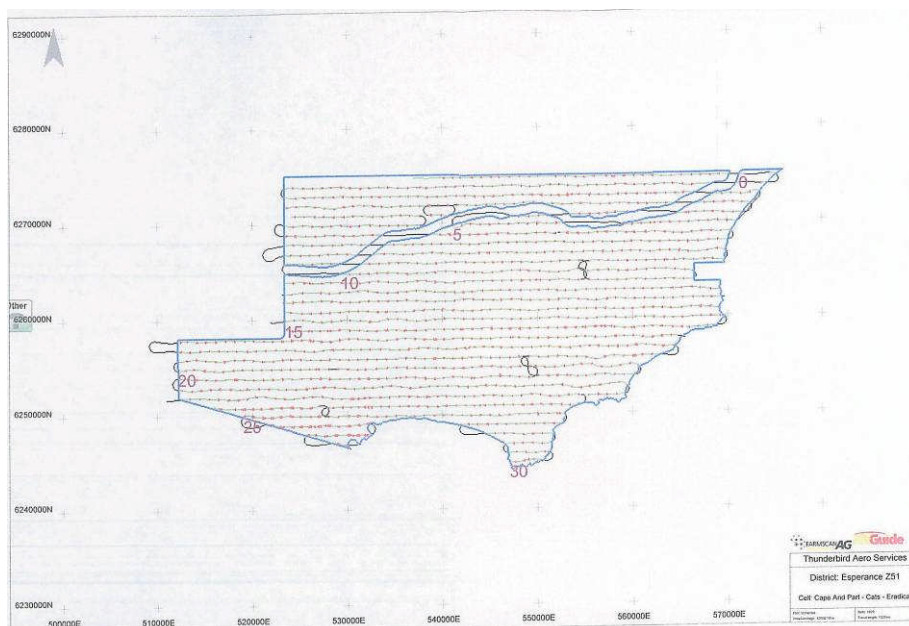 6290000N
6280000N
6270000N
6260000N
6250000N
6240000N
6230000N
500000E
510000E
520000E
530000E
540000E
550000E
560000E
570000E
0
5
10
15
20
25
30
Other
FARMSCAN AG Guide
Thunderbird Aero Services
District: Esperance Z51
Cell: Cape Arid Part - Cats - Eradica